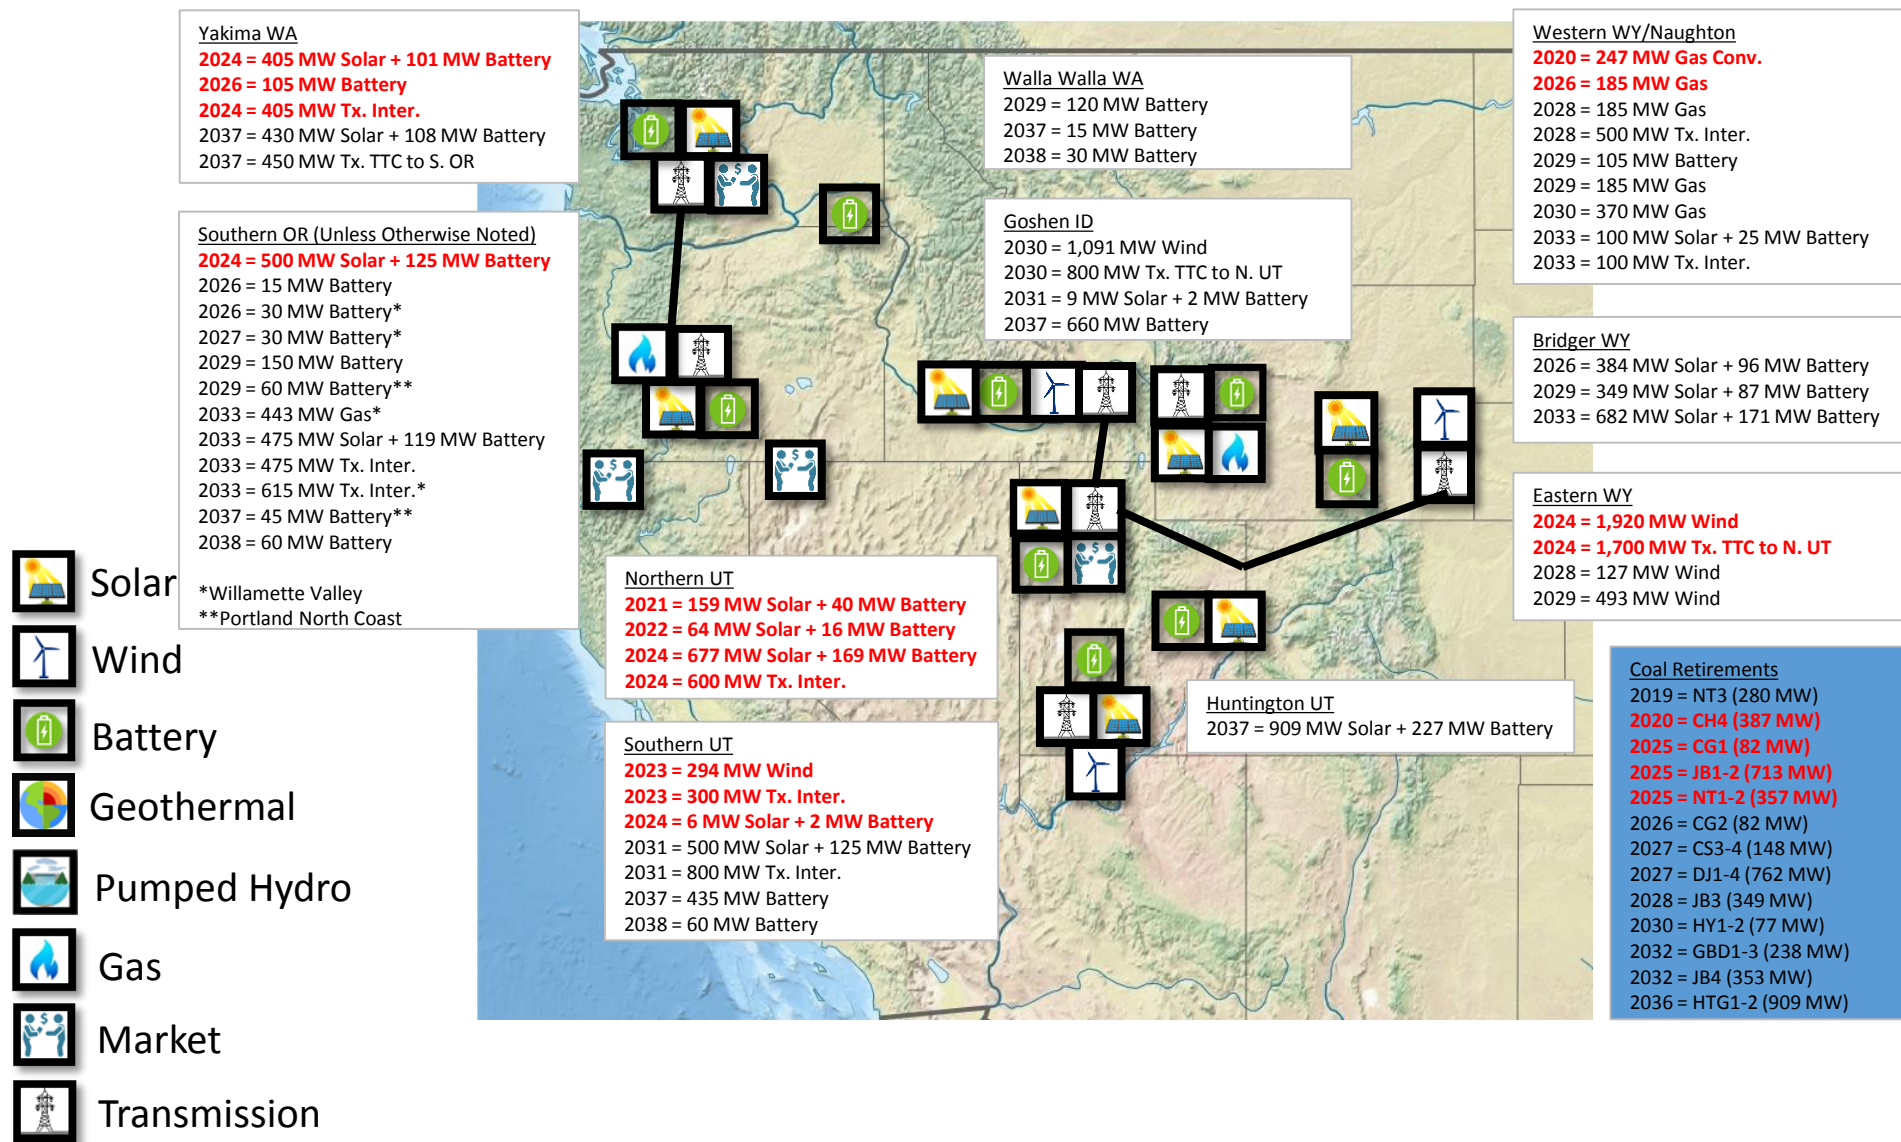 Yakima WA
2024 = 405 MW Solar + 101 MW Battery
2026 = 105 MW Battery
2024 = 405 MW Tx. Inter.
2037 = 430 MW Solar + 108 MW Battery
2037 = 450 MW Tx. TTC to S. OR
Southern OR (Unless Otherwise Noted)
2024 = 500 MW Solar + 125 MW Battery
2026 = 15 MW Battery
2026 = 30 MW Battery*
2027 = 30 MW Battery*
2029 = 150 MW Battery
2029 = 60 MW Battery**
2033 = 443 MW Gas*
2033 = 475 MW Solar + 119 MW Battery
2033 = 475 MW Tx. Inter.
2033 = 615 MW Tx. Inter.*
2037 = 45 MW Battery**
2038 = 60 MW Battery
*Willamette Valley
**Portland North Coast
Solar
Wind
Battery
Geothermal
Pumped Hydro
Gas
Market
Transmission
Northern UT
2021 = 159 MW Solar + 40 MW Battery
2022 = 64 MW Solar + 16 MW Battery
2024 = 677 MW Solar + 169 MW Battery
2024 = 600 MW Tx. Inter.
Southern UT
2023 = 294 MW Wind
2023 = 300 MW Tx. Inter.
2024 = 6 MW Solar + 2 MW Battery
2031 = 500 MW Solar + 125 MW Battery
2031 = 800 MW Tx. Inter.
2037 = 435 MW Battery
2038 = 60 MW Battery
Walla Walla WA
2029 = 120 MW Battery
2037 = 15 MW Battery
2038 = 30 MW Battery
Goshen ID
2030 = 1,091 MW Wind
2030 = 800 MW Tx. TTC to N. UT
2031 = 9 MW Solar + 2 MW Battery
2037 = 660 MW Battery
Huntington UT
2037 = 909 MW Solar + 227 MW Battery
Western WY/Naughton
2020 = 247 MW Gas Conv.
2026 = 185 MW Gas
2028 = 185 MW Gas
2028 = 500 MW Tx. Inter.
2029 = 105 MW Battery
2029 = 185 MW Gas
2030 = 370 MW Gas
2033 = 100 MW Solar + 25 MW Battery
2033 = 100 MW Tx. Inter.
Bridger WY
2026 = 384 MW Solar + 96 MW Battery
2029 = 349 MW Solar + 87 MW Battery
2033 = 682 MW Solar + 171 MW Battery
Eastern WY
2024 = 1,920 MW Wind
2024 = 1,700 MW Tx. TTC to N. UT
2028 = 127 MW Wind
2029 = 493 MW Wind
Coal Retirements
2019 = NT3 (280 MW)
2020 = CH4 (387 MW)
2025 = CG1 (82 MW)
2025 = JB1-2 (713 MW)
2025 = NT1-2 (357 MW)
2026 = CG2 (82 MW)
2027 = CS3-4 (148 MW)
2027 = DJ1-4 (762 MW)
2028 = JB3 (349 MW)
2030 = HY1-2 (77 MW)
2032 = GBD1-3 (238 MW)
2032 = JB4 (353 MW)
2036 = HTG1-2 (909 MW)